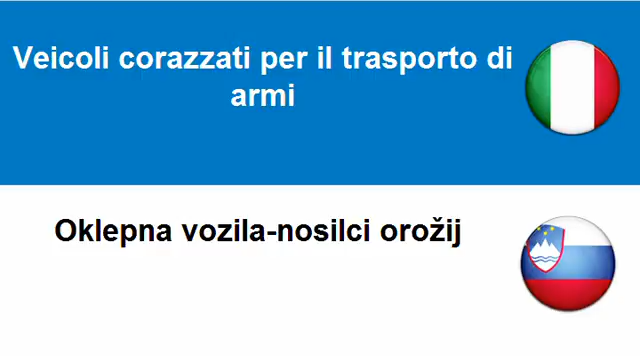 Veicoli corazzati per il trasporto di
armi
Oklepna vozila-nosilci orožij